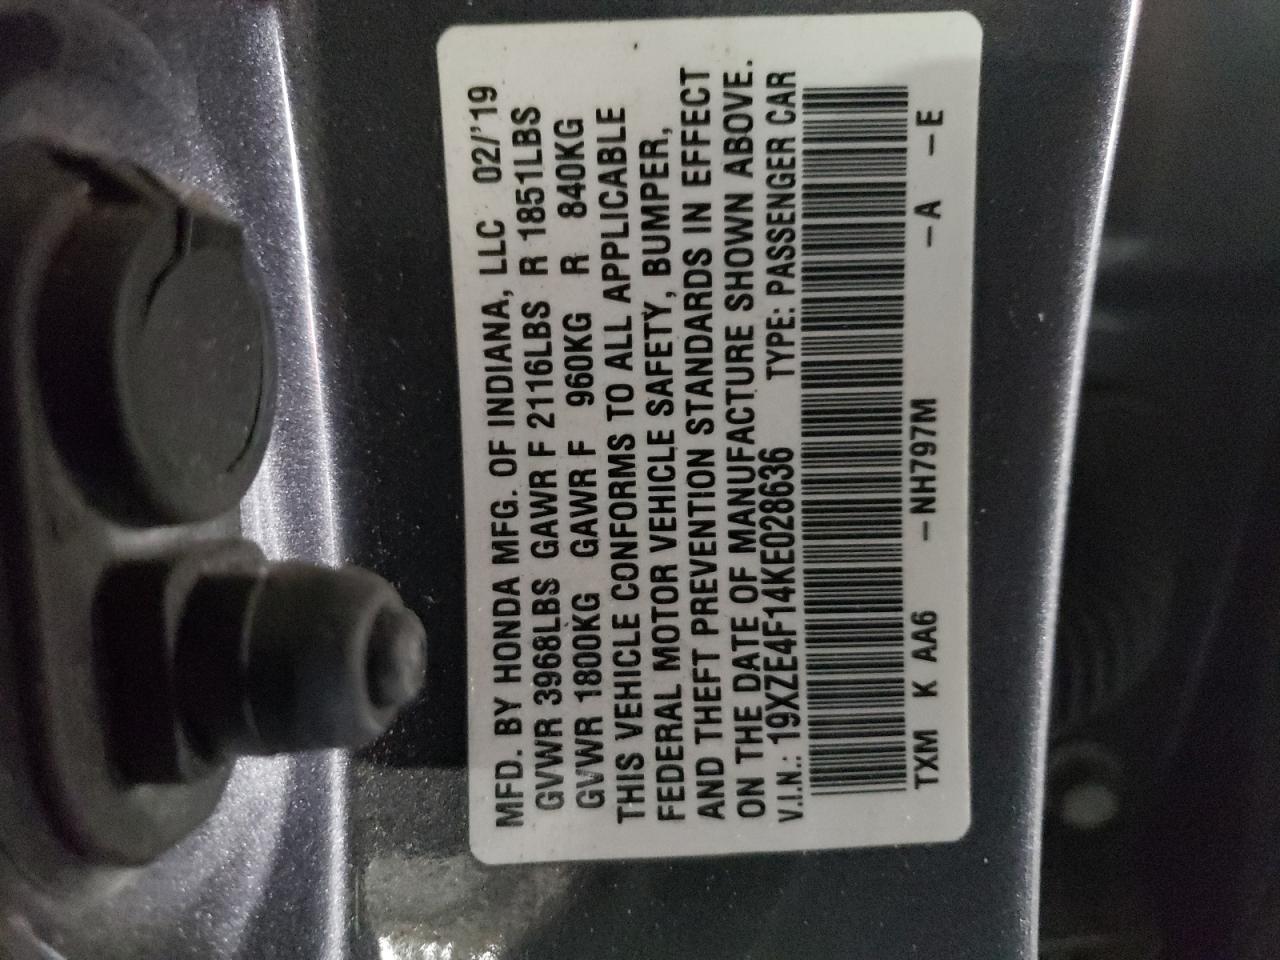 MFD. BY HONDA MFG. OF INDIANA, LLC 02/'19
GVWR 3968LBS GAWR F 2116LBS R 1851LBS
GVWR 1800KG GAWR F 960KG R 840KG
THIS VEHICLE CONFORMS TO ALL APPLICABLE
FEDERAL MOTOR VEHICLE SAFETY, BUMPER,
AND THEFT PREVENTION STANDARDS IN EFFECT
ON THE DATE OF MANUFACTURE SHOWN ABOVE.
V.I.N.: 19XZE4F14KE028636 TYPE: PASSENGER CAR
TXM K AA6 -NH797M -A -E